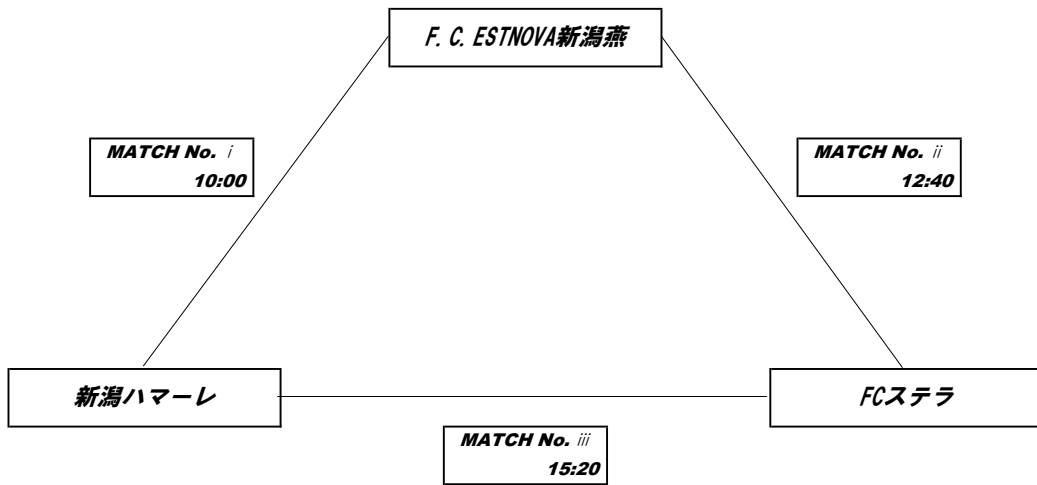 F.C.ESTNOVA新潟燕
MATCH No. ⅰ
10:00
MATCH No. ⅱ
12:40
新潟ハマーレ
FCステラ
MATCH No. ⅲ
15:20